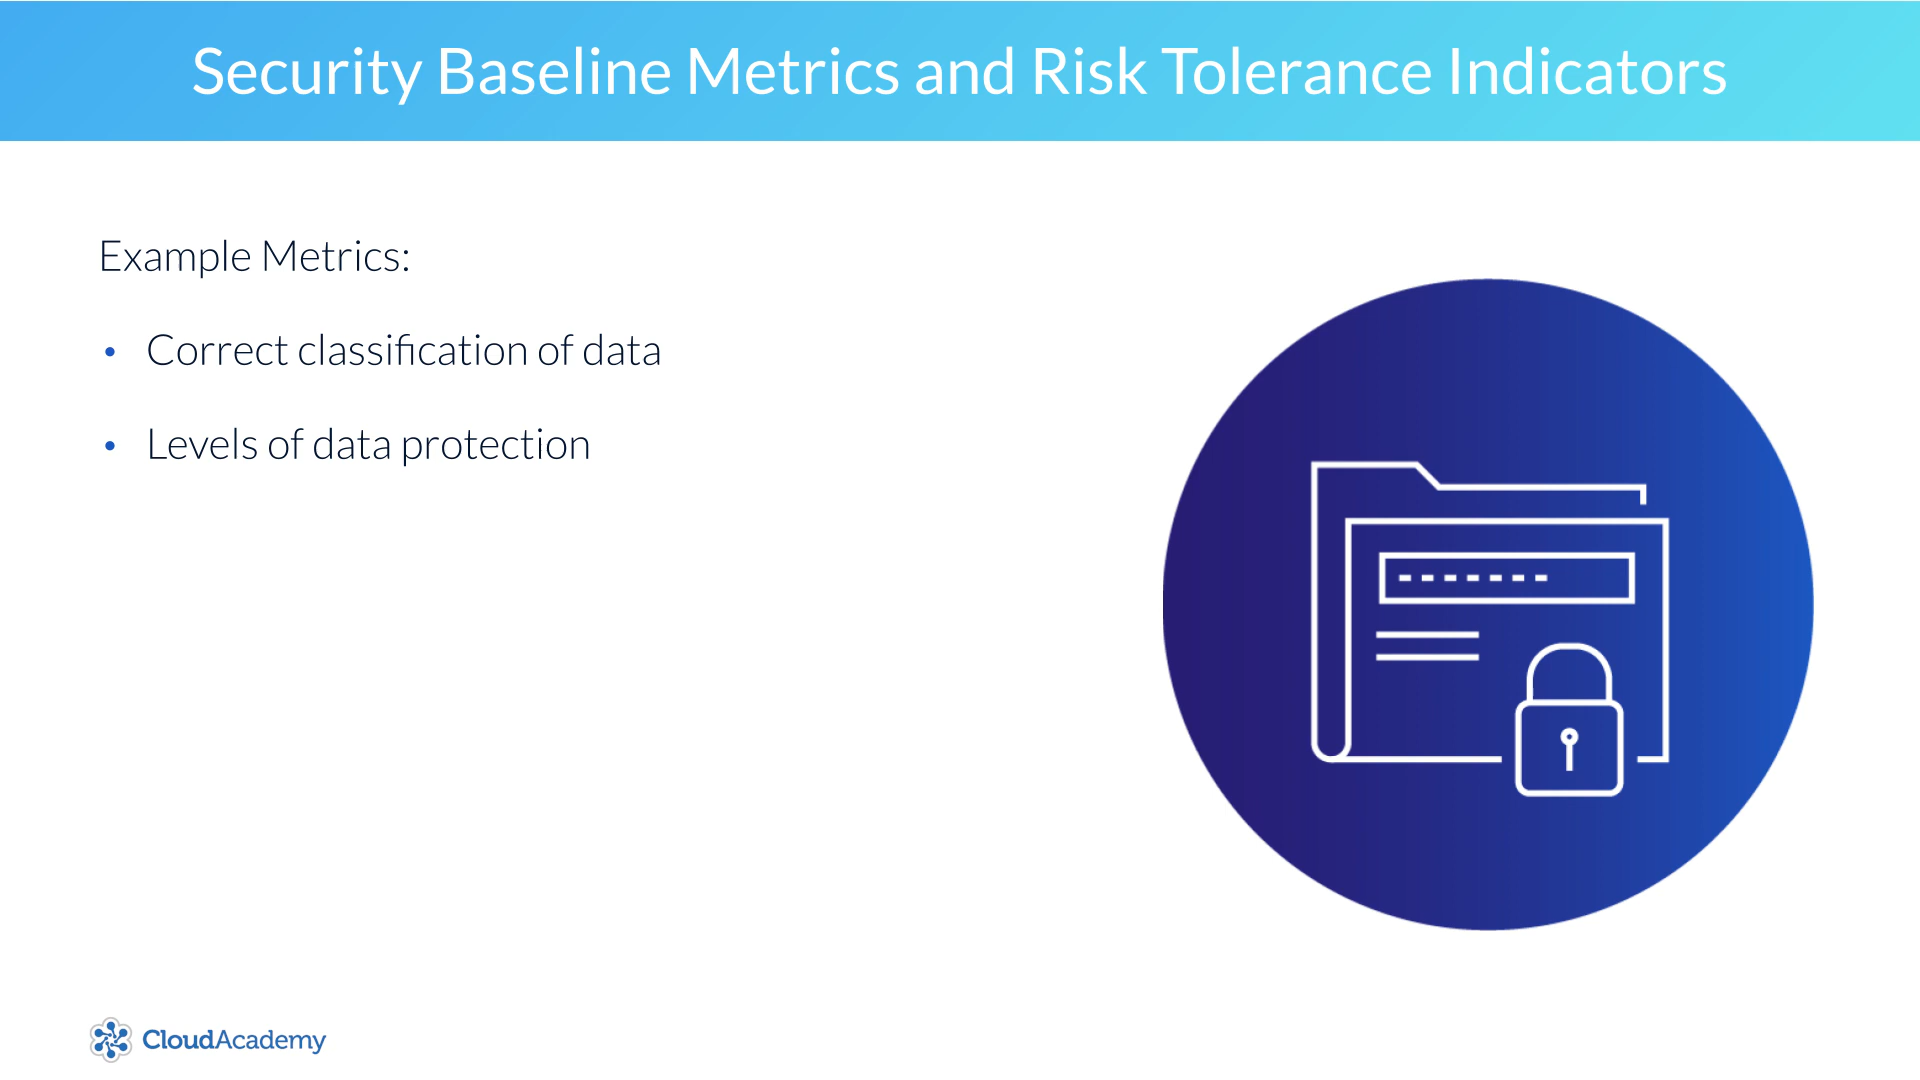 Security Baseline Metrics and Risk Tolerance Indicators
Example Metrics:
• Correct classification of data
• Levels of data protection
CloudAcademy